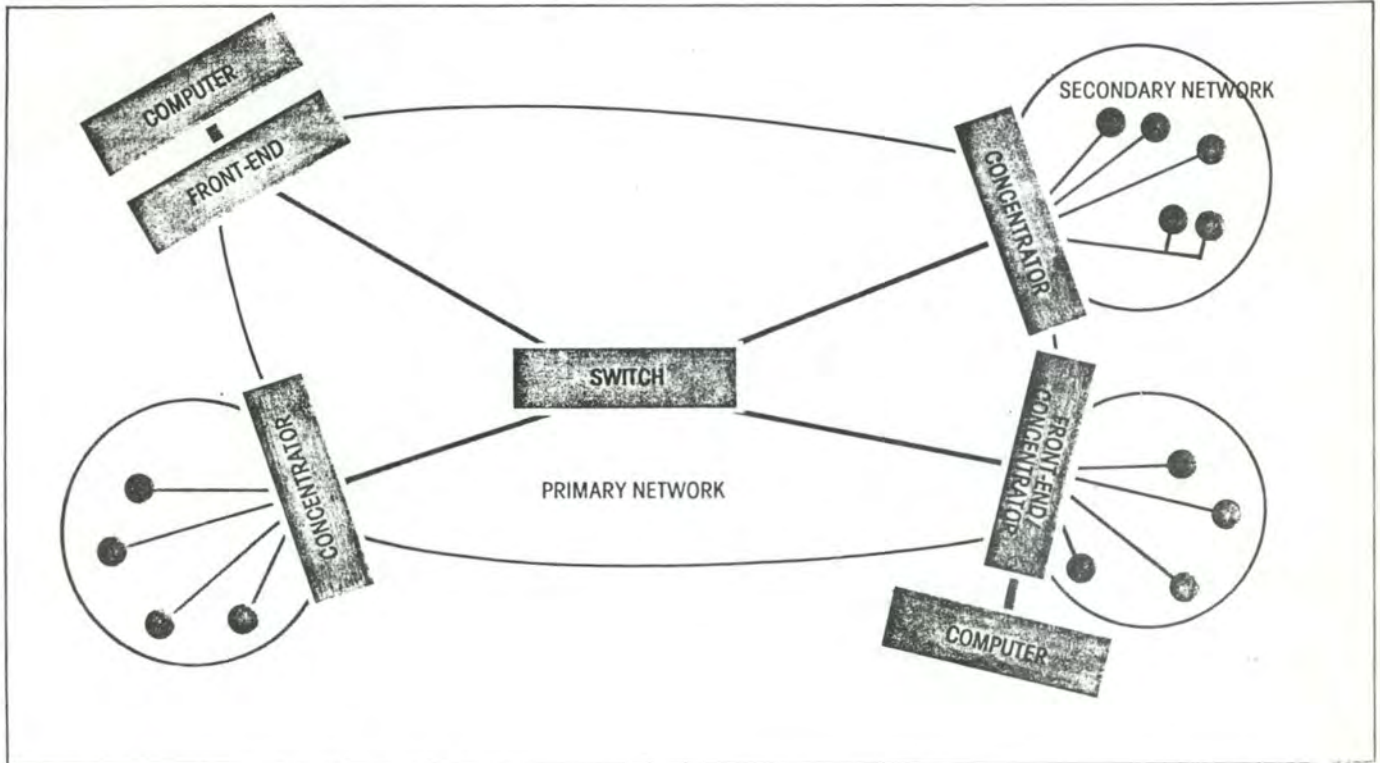 COMPUTER
FRONT-END
SECONDARY NETWORK
CONCENTRATOR
SWITCH
CONCENTRATOR
PRIMARY NETWORK
FRONT-END/
CONCENTRATOR
COMPUTER